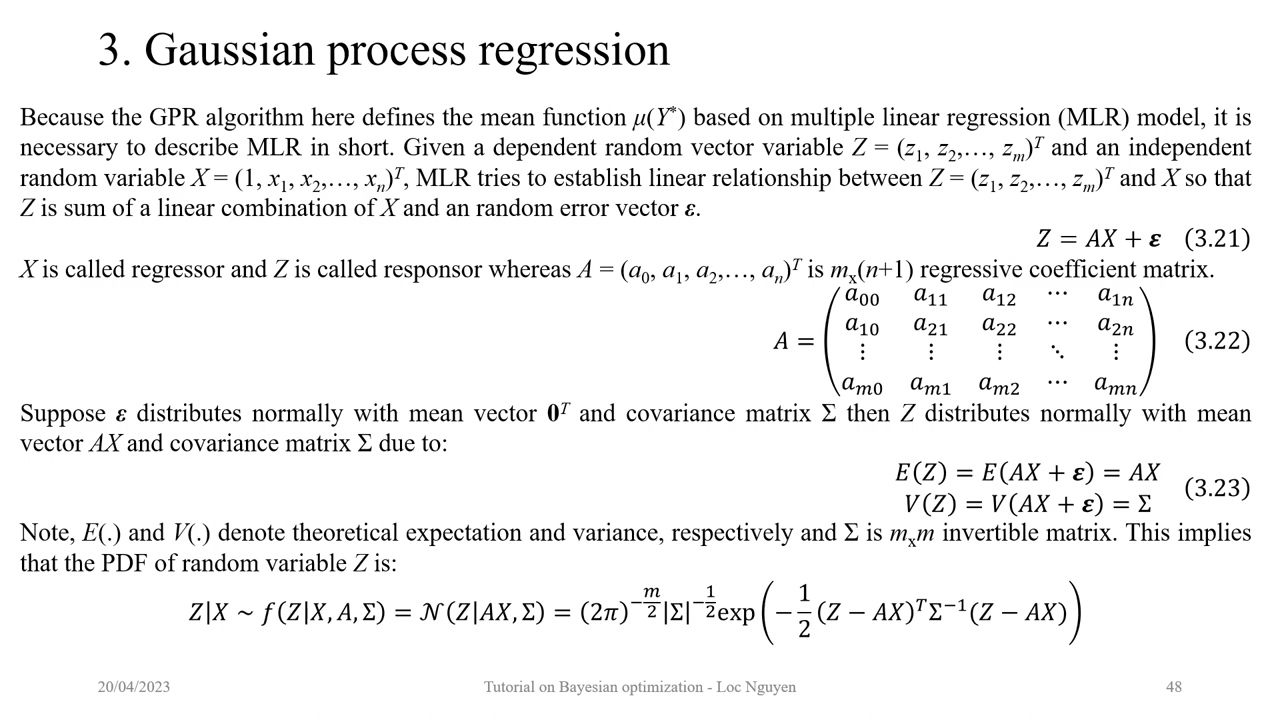 3. Gaussian process regression
Because the GPR algorithm here defines the mean function μ(Y*) based on multiple linear regression (MLR) model, it is
necessary to describe MLR in short. Given a dependent random vector variable Z = (z₁, z₂,…, zₘ)ᵀ and an independent
random variable X = (1, x₁, x₂,…, xₙ)ᵀ, MLR tries to establish linear relationship between Z = (z₁, z₂,…, zₘ)ᵀ and X so that
Z is sum of a linear combination of X and an random error vector ε.
Z = AX + ε (3.21)
X is called regressor and Z is called responsor whereas A = (a₀, a₁, a₂,…, aₙ)ᵀ is mₓ(n+1) regressive coefficient matrix.
a₀₀ a₁₁ a₁₂ ⋯ a₁ₙ
a₁₀ a₂₁ a₂₂ ⋯ a₂ₙ
A = ( ⋮ ⋮ ⋮ ⋱ ⋮ ) (3.22)
aₘ₀ aₘ₁ aₘ₂ ⋯ aₘₙ
Suppose ε distributes normally with mean vector 0ᵀ and covariance matrix Σ then Z distributes normally with mean
vector AX and covariance matrix Σ due to:
E(Z) = E(AX + ε) = AX
V(Z) = V(AX + ε) = Σ (3.23)
Note, E(.) and V(.) denote theoretical expectation and variance, respectively and Σ is mₓm invertible matrix. This implies
that the PDF of random variable Z is:
Z|X ~ f(Z|X, A, Σ) = 𝒩(Z|AX, Σ) = (2π)^(−m/2) |Σ|^(−1/2) exp(−1/2 (Z − AX)ᵀΣ⁻¹(Z − AX))
20/04/2023 Tutorial on Bayesian optimization - Loc Nguyen 48